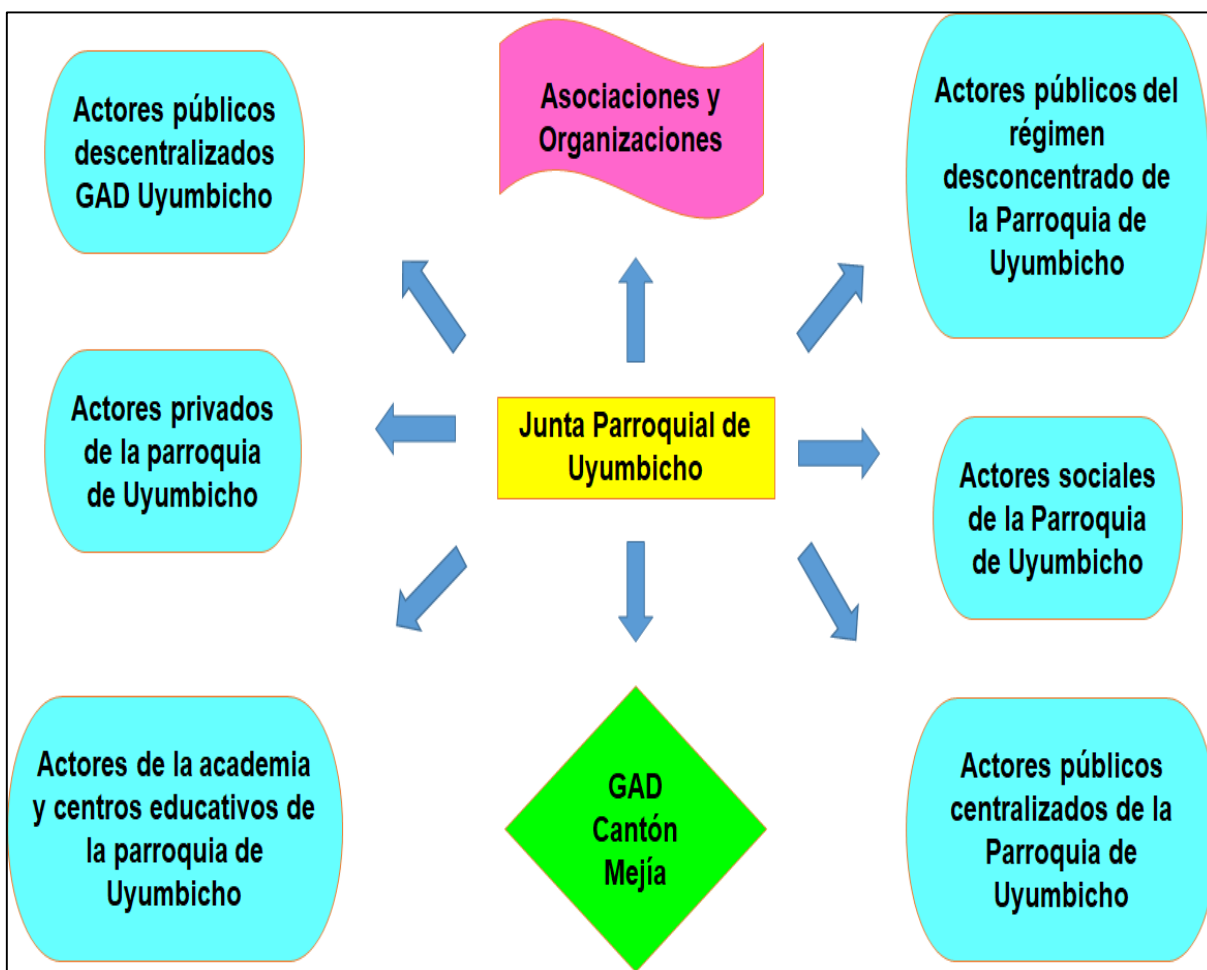 Actores públicos
descentralizados
GAD Uyumbicho
Asociaciones y
Organizaciones
Actores públicos del
régimen
desconcentrado de
la Parroquia de
Uyumbicho
Actores privados
de la parroquia
de Uyumbicho
Junta Parroquial de
Uyumbicho
Actores sociales
de la Parroquia
de Uyumbicho
Actores de la academia
y centros educativos de
la parroquia de
Uyumbicho
GAD
Cantón
Mejía
Actores públicos
centralizados de la
Parroquia de
Uyumbicho